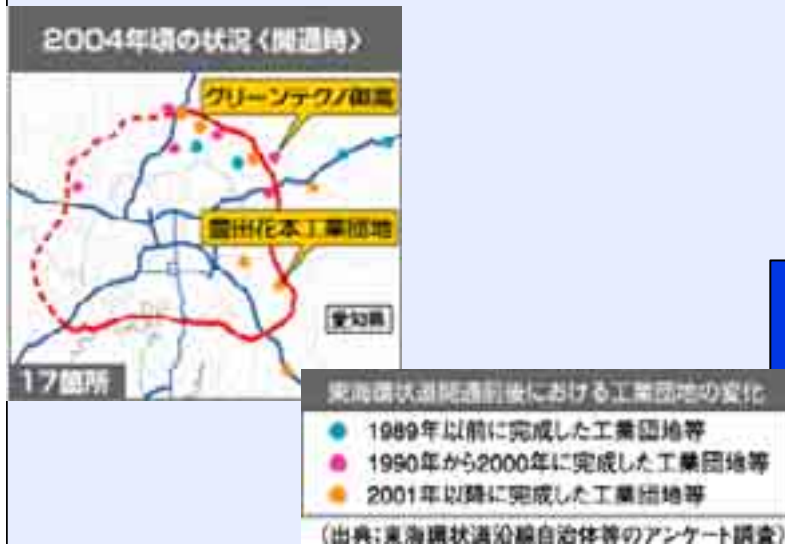 2004年頃の状況〈開通時〉
グリーンテクノ御嵩
豊田花本工業団地
愛知県
17箇所
東海環状道開通前後における工業団地の変化
1989年以前に完成した工業団地等
1990年から2000年に完成した工業団地等
2001年以降に完成した工業団地等
(出典:東海環状道沿線自治体等のアンケート調査)